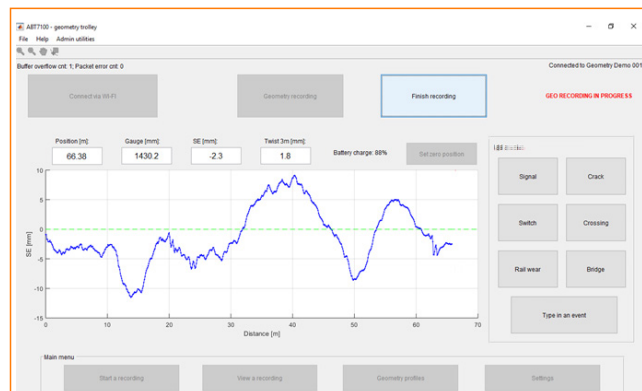 ABT7100 - geometry trolley
File Help Admin utilities
Buffer overflow cnt: 1; Packet error cnt: 0
Connected to Geometry Demo 001
Connect via WI-FI
Geometry recording
Finish recording
GEO RECORDING IN PROGRESS
Position [m]:
Gauge [mm]:
SE [mm]:
Twist 3m [mm]:
66.38
1430.2
-2.3
1.8
Battery charge: 88%
Set zero position
Signal
Crack
Switch
Crossing
Rail wear
Bridge
Type in an event
SE [mm]
10
5
0
-5
-10
-15
0 10 20 30 40 50 60 70
Distance [m]
Main menu
Start a recording
View a recording
Geometry profiles
Settings